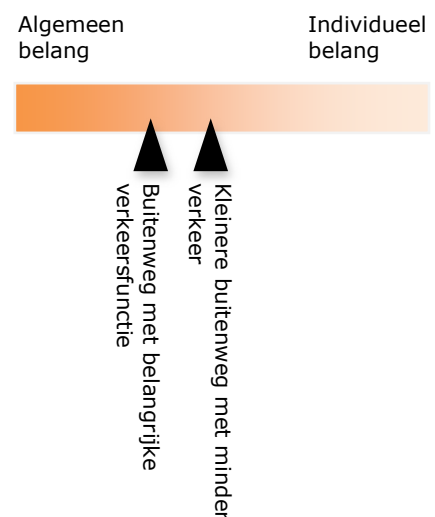 Algemeen
belang
Individueel
belang
Buitenweg met belangrijke
verkeersfunctie
Kleinere buitenweg met minder
verkeer